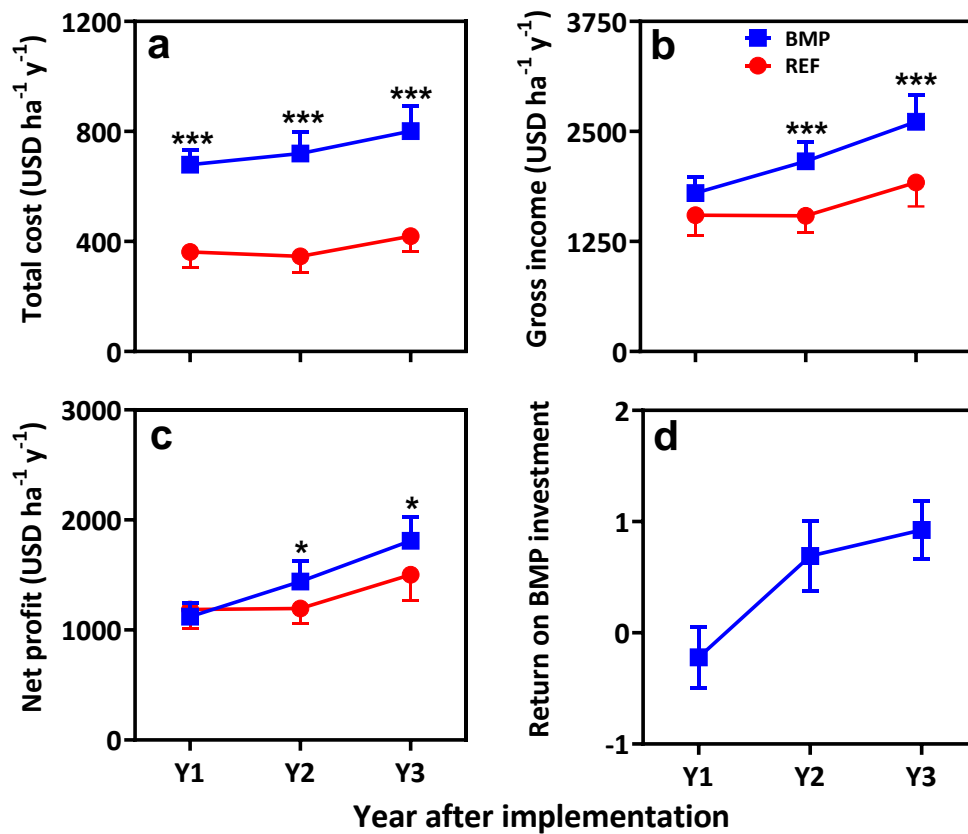 a
Total cost (USD ha⁻¹ y⁻¹)
1200
800
400
0
***
***
***
b
Gross income (USD ha⁻¹ y⁻¹)
3750
2500
1250
0
BMP
REF
***
***
c
Net profit (USD ha⁻¹ y⁻¹)
3000
2000
1000
0
*
*
Y1
Y2
Y3
d
Return on BMP investment
2
1
0
-1
Y1
Y2
Y3
Year after implementation